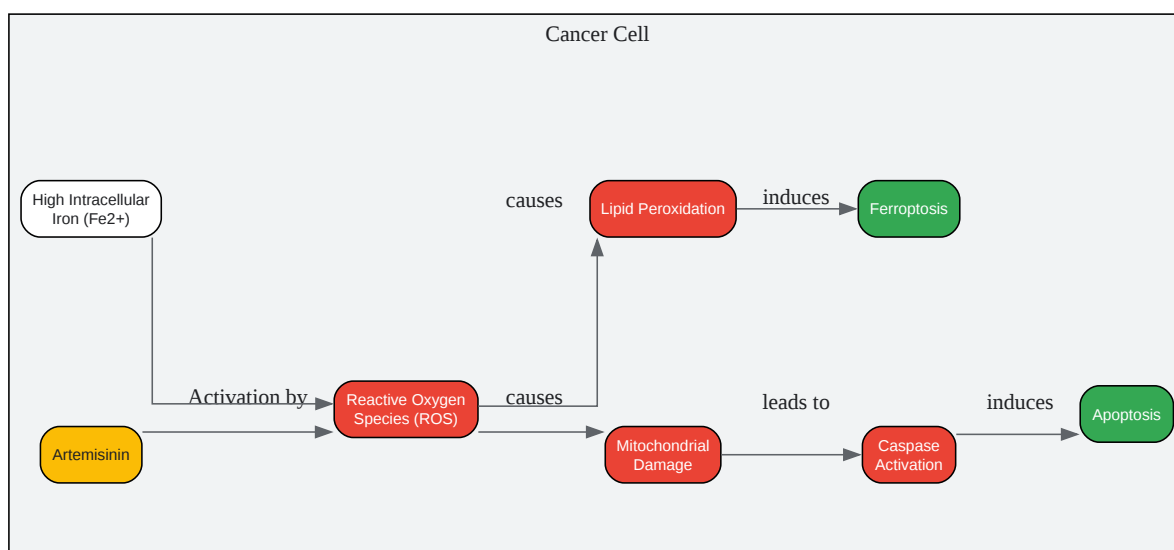 Cancer Cell
High Intracellular
Iron (Fe2+)
causes
Lipid Peroxidation
induces
Ferroptosis
Activation by
Reactive Oxygen
Species (ROS)
causes
leads to
induces
Apoptosis
Artemisinin
Mitochondrial
Damage
Caspase
Activation